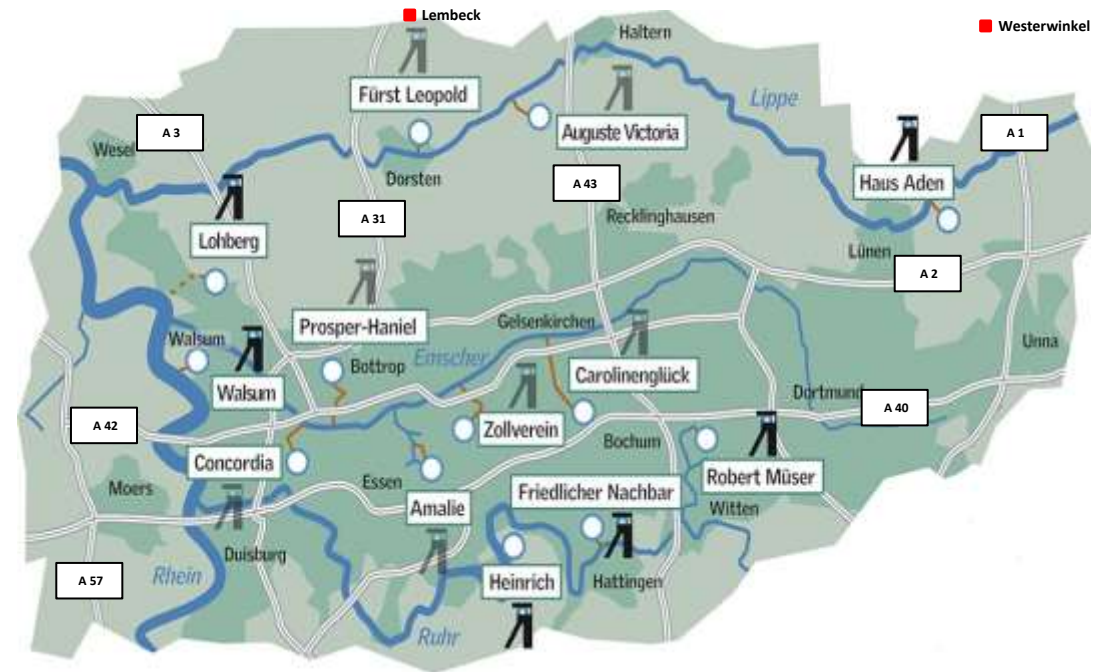 Lembeck
Westerwinkel
Haltern
Fürst Leopold
Lippe
A 3
Auguste Victoria
A 1
Wesel
Dorsten
A 43
Haus Aden
A 31
Recklinghausen
Lohberg
Lünen
A 2
Prosper-Haniel
Gelsenkirchen
Walsum
Emscher
Unna
Bottrop
Carolinenglück
Walsum
Dortmund
A 40
A 42
Zollverein
Bochum
Concordia
Robert Müser
Moers
Essen
Friedlicher Nachbar
Amalie
Witten
Duisburg
A 57
Rhein
Heinrich
Hattingen
Ruhr